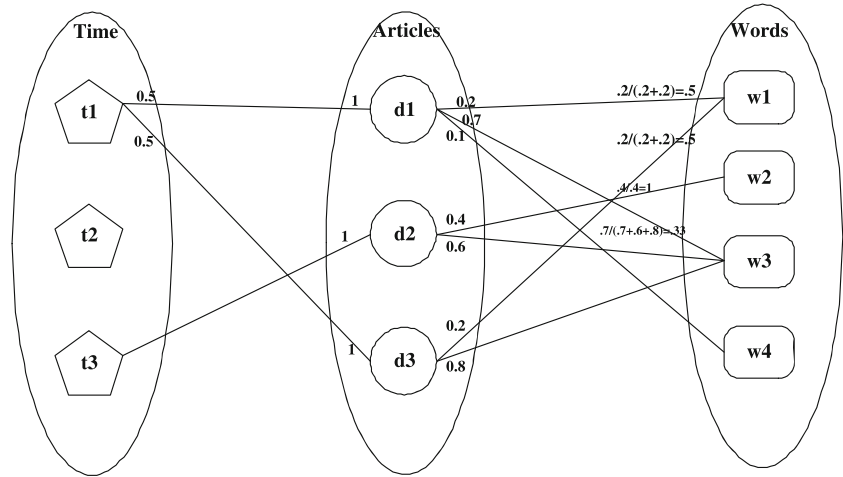 Time
Articles
Words
t1
0.5
0.5
1
d1
0.2
0.7
0.1
.2/(.2+.2)=.5
w1
.2/(.2+.2)=.5
w2
.4/.4=1
t2
1
d2
0.4
0.6
.7/(.7+.6+.8)=.33
w3
t3
1
d3
0.2
0.8
w4